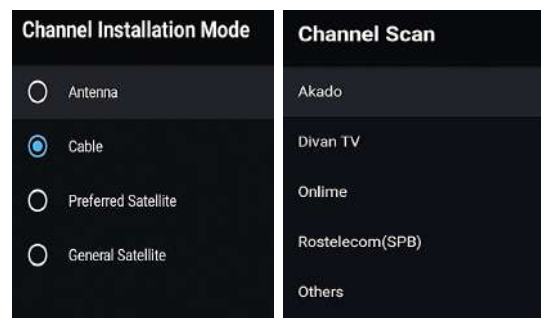 Channel Installation Mode
Antenna
Cable
Preferred Satellite
General Satellite
Channel Scan
Akado
Divan TV
Onlime
Rostelecom(SPB)
Others